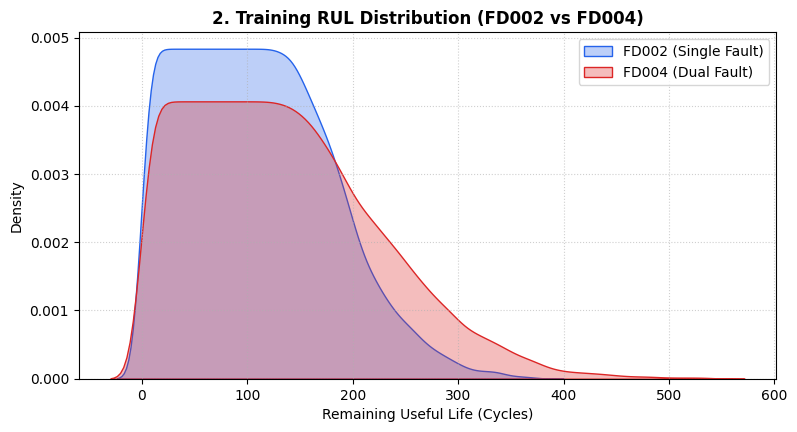 2. Training RUL Distribution (FD002 vs FD004)
FD002 (Single Fault)
FD004 (Dual Fault)
Density
0.005
0.004
0.003
0.002
0.001
0.000
0 100 200 300 400 500 600
Remaining Useful Life (Cycles)